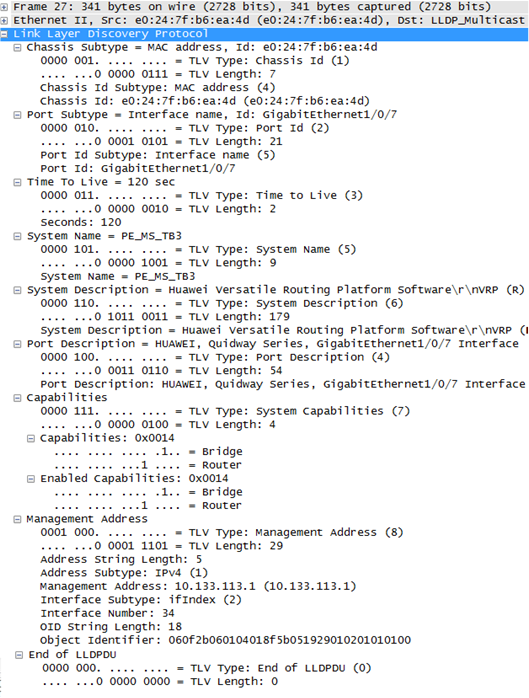 Frame 27: 341 bytes on wire (2728 bits), 341 bytes captured (2728 bits)
Ethernet II, Src: e0:24:7f:b6:ea:4d (e0:24:7f:b6:ea:4d), Dst: LLDP_Multicast
Link Layer Discovery Protocol
Chassis Subtype = MAC address, Id: e0:24:7f:b6:ea:4d
0000 001. .... .... = TLV Type: Chassis Id (1)
.... ...0 0000 0111 = TLV Length: 7
Chassis Id Subtype: MAC address (4)
Chassis Id: e0:24:7f:b6:ea:4d (e0:24:7f:b6:ea:4d)
Port Subtype = Interface name, Id: GigabitEthernet1/0/7
0000 010. .... .... = TLV Type: Port Id (2)
.... ...0 0001 0101 = TLV Length: 21
Port Id Subtype: Interface name (5)
Port Id: GigabitEthernet1/0/7
Time To Live = 120 sec
0000 011. .... .... = TLV Type: Time to Live (3)
.... ...0 0000 0010 = TLV Length: 2
Seconds: 120
System Name = PE_MS_TB3
0000 101. .... .... = TLV Type: System Name (5)
.... ...0 0000 1001 = TLV Length: 9
System Name = PE_MS_TB3
System Description = Huawei Versatile Routing Platform Software\r\nVRP (R)
0000 110. .... .... = TLV Type: System Description (6)
.... ...0 1011 0011 = TLV Length: 179
System Description = Huawei Versatile Routing Platform Software\r\nVRP (
Port Description = HUAWEI, Quidway Series, GigabitEthernet1/0/7 Interface
0000 100. .... .... = TLV Type: Port Description (4)
.... ...0 0011 0110 = TLV Length: 54
Port Description: HUAWEI, Quidway Series, GigabitEthernet1/0/7 Interface
Capabilities
0000 111. .... .... = TLV Type: System Capabilities (7)
.... ...0 0000 0100 = TLV Length: 4
Capabilities: 0x0014
.... .... .... .1.. = Bridge
.... .... ...1 .... = Router
Enabled Capabilities: 0x0014
.... .... .... .1.. = Bridge
.... .... ...1 .... = Router
Management Address
0001 000. .... .... = TLV Type: Management Address (8)
.... ...0 0001 1101 = TLV Length: 29
Address String Length: 5
Address Subtype: IPv4 (1)
Management Address: 10.133.113.1 (10.133.113.1)
Interface Subtype: ifIndex (2)
Interface Number: 34
OID String Length: 18
Object Identifier: 060f2b060104018f5b051929010201010100
End of LLDPDU
0000 000. .... .... = TLV Type: End of LLDPDU (0)
.... ...0 0000 0000 = TLV Length: 0